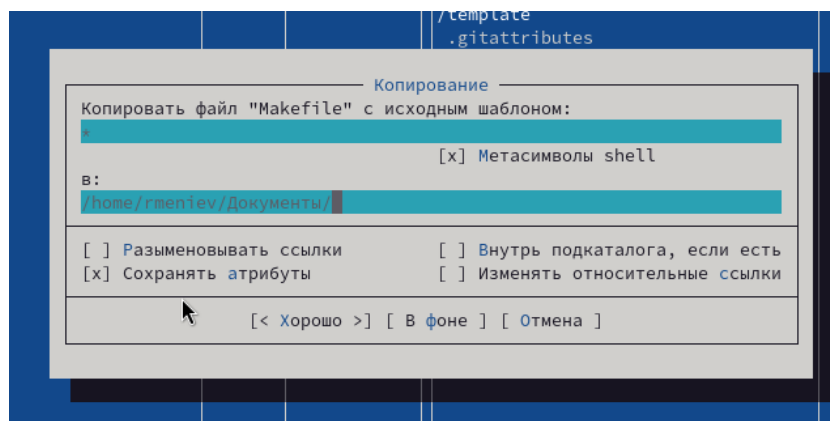 /template
.gitattributes
Копирование
Копировать файл "Makefile" с исходным шаблоном:
*
[x] Метасимволы shell
в:
/home/rmeniev/Документы/
[ ] Разыменовывать ссылки [ ] Внутрь подкаталога, если есть
[x] Сохранять атрибуты [ ] Изменять относительные ссылки
[< Хорошо >] [ В фоне ] [ Отмена ]